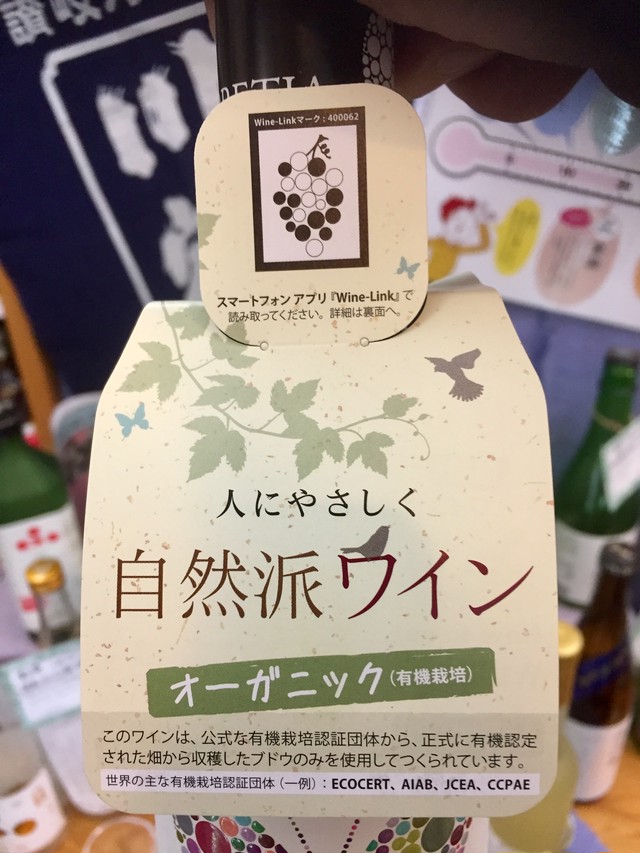 Wine-Linkマーク : 400062
スマートフォン アプリ『Wine-Link』で
読み取ってください。詳細は裏面へ。
人にやさしく
自然派ワイン
オーガニック(有機栽培)
このワインは、公式な有機栽培認証団体から、正式に有機認定
された畑から収穫したブドウのみを使用してつくられています。
世界の主な有機栽培認証団体(一例): ECOCERT、AIAB、JCEA、CCPAE